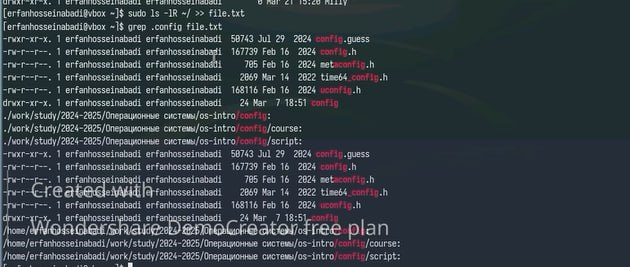 drwxr-xr-x. 1 erfanhosseinabadi erfanhosseinabadi 0 Mar 21 15:20 Milly
[erfanhosseinabadi@vbox ~]$ sudo ls -lR ~/ >> file.txt
[erfanhosseinabadi@vbox ~]$ grep .config file.txt
-rwxr-xr-x. 1 erfanhosseinabadi erfanhosseinabadi 50743 Jul 29 2024 config.guess
-rw-r--r--. 1 erfanhosseinabadi erfanhosseinabadi 167739 Feb 16 2024 config.h
-rw-r--r--. 1 erfanhosseinabadi erfanhosseinabadi 705 Feb 16 2024 metaconfig.h
-rw-r--r--. 1 erfanhosseinabadi erfanhosseinabadi 2069 Mar 14 2022 time64_config.h
-rw-r--r--. 1 erfanhosseinabadi erfanhosseinabadi 168116 Feb 16 2024 uconfig.h
drwxr-xr-x. 1 erfanhosseinabadi erfanhosseinabadi 24 Mar 7 18:51 config
./work/study/2024-2025/Операционные системы/os-intro/config:
./work/study/2024-2025/Операционные системы/os-intro/config/course:
./work/study/2024-2025/Операционные системы/os-intro/config/script:
-rwxr-xr-x. 1 erfanhosseinabadi erfanhosseinabadi 50743 Jul 29 2024 config.guess
-rw-r--r--. 1 erfanhosseinabadi erfanhosseinabadi 167739 Feb 16 2024 config.h
-rw-r--r--. 1 erfanhosseinabadi erfanhosseinabadi 705 Feb 16 2024 metaconfig.h
-rw-r--r--. 1 erfanhosseinabadi erfanhosseinabadi 2069 Mar 14 2022 time64_config.h
-rw-r--r--. 1 erfanhosseinabadi erfanhosseinabadi 168116 Feb 16 2024 uconfig.h
drwxr-xr-x. 1 erfanhosseinabadi erfanhosseinabadi 24 Mar 7 18:51 config
/home/erfanhosseinabadi/work/study/2024-2025/Операционные системы/os-intro/config:
/home/erfanhosseinabadi/work/study/2024-2025/Операционные системы/os-intro/config/course:
/home/erfanhosseinabadi/work/study/2024-2025/Операционные системы/os-intro/config/script:
Created with
Wondershare DemoCreator free plan